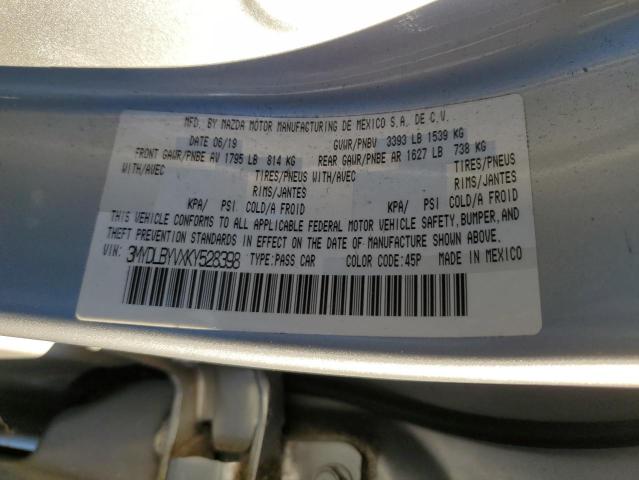 MFD. BY MAZDA MOTOR MANUFACTURING DE MEXICO S.A. DE C.V.
DATE 06/19 GVWR/PNBV 3393 LB 1539 KG
FRONT GAWR/PNBE AV 1795 LB 814 KG REAR GAWR/PNBE AR 1627 LB 738 KG
WITH/AVEC TIRES/PNEUS WITH/AVEC TIRES/PNEUS
RIMS/JANTES RIMS/JANTES
KPA/ PSI COLD/A FROID KPA/ PSI COLD/A FROID
THIS VEHICLE CONFORMS TO ALL APPLICABLE FEDERAL MOTOR VEHICLE SAFETY, BUMPER, AND
THEFT PREVENTION STANDARDS IN EFFECT ON THE DATE OF MANUFACTURE SHOWN ABOVE.
VIN: 3MYDLBYVXKY528398 TYPE: PASS CAR COLOR CODE: 45P MADE IN MEXICO